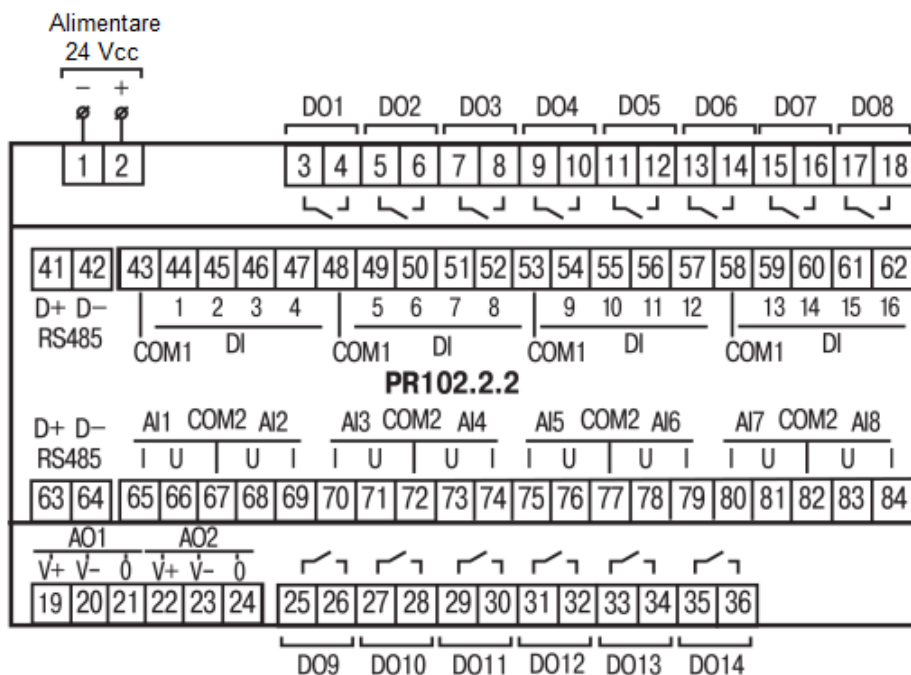 Alimentare
24 Vcc
− +
DO1 DO2 DO3 DO4 DO5 DO6 DO7 DO8
1 2 3 4 5 6 7 8 9 10 11 12 13 14 15 16 17 18
41 42 43 44 45 46 47 48 49 50 51 52 53 54 55 56 57 58 59 60 61 62
D+ D− 1 2 3 4 5 6 7 8 9 10 11 12 13 14 15 16
RS485 COM1 DI COM1 DI COM1 DI COM1 DI
PR102.2.2
D+ D− AI1 COM2 AI2 AI3 COM2 AI4 AI5 COM2 AI6 AI7 COM2 AI8
RS485 I U U I I U U I I U U I I U U I
63 64 65 66 67 68 69 70 71 72 73 74 75 76 77 78 79 80 81 82 83 84
AO1 AO2
V+ V− 0 V+ V− 0
19 20 21 22 23 24 25 26 27 28 29 30 31 32 33 34 35 36
DO9 DO10 DO11 DO12 DO13 DO14